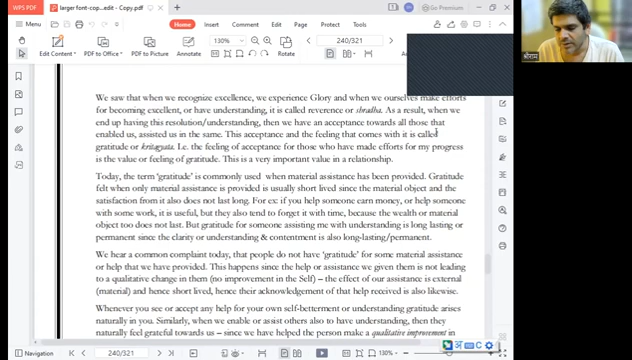 WPS PDF
larger font-cop...edit - Copy.pdf
Go Premium
Menu
Home
Insert
Edit
Page
Protect
Tools
Edit Content
PDF to Office
PDF to Picture
Annotate
130%
Rotate
240/321
We saw that when we recognize excellence, we experience Glory and when we ourselves make efforts
for becoming excellent, or have understanding, it is called reverence or shradha. As a result, when we
end up having this resolution/understanding, then we have an acceptance towards all those that
enabled us, assisted us in the same. This acceptance and the feeling that comes with it is called
gratitude or kritagyata. I.e. the feeling of acceptance for those who have made efforts for my progress
is the value or feeling of gratitude. This is a very important value in a relationship.
Today, the term 'gratitude' is commonly used when material assistance has been provided. Gratitude
felt when only material assistance is provided is usually short lived since the material object and the
satisfaction from it also does not last long. For ex: if you help someone earn money, or help someone
with some work, it is useful, but they also tend to forget it with time, because the wealth or material
object too does not last. But gratitude for someone assisting me with understanding is long lasting or
permanent since the clarity or understanding & contentment is also long-lasting/permanent.
We hear a common complaint today, that people do not have 'gratitude' for some material assistance
or help that we have provided. This happens since the help or assistance we given them is not leading
to a qualitative change in them (no improvement in the Self) – the effect of our assistance is external
(material) and hence short lived, hence their acknowledgement of that help received is also likewise.
Whenever you see or accept any help for your own self-betterment or understanding gratitude arises
naturally in you. Similarly, when we enable or assist others also to have understanding, then they
naturally feel grateful towards us – since we have helped the person make a qualitative improvement in
Navigation
240/321
130%
श्रीराम